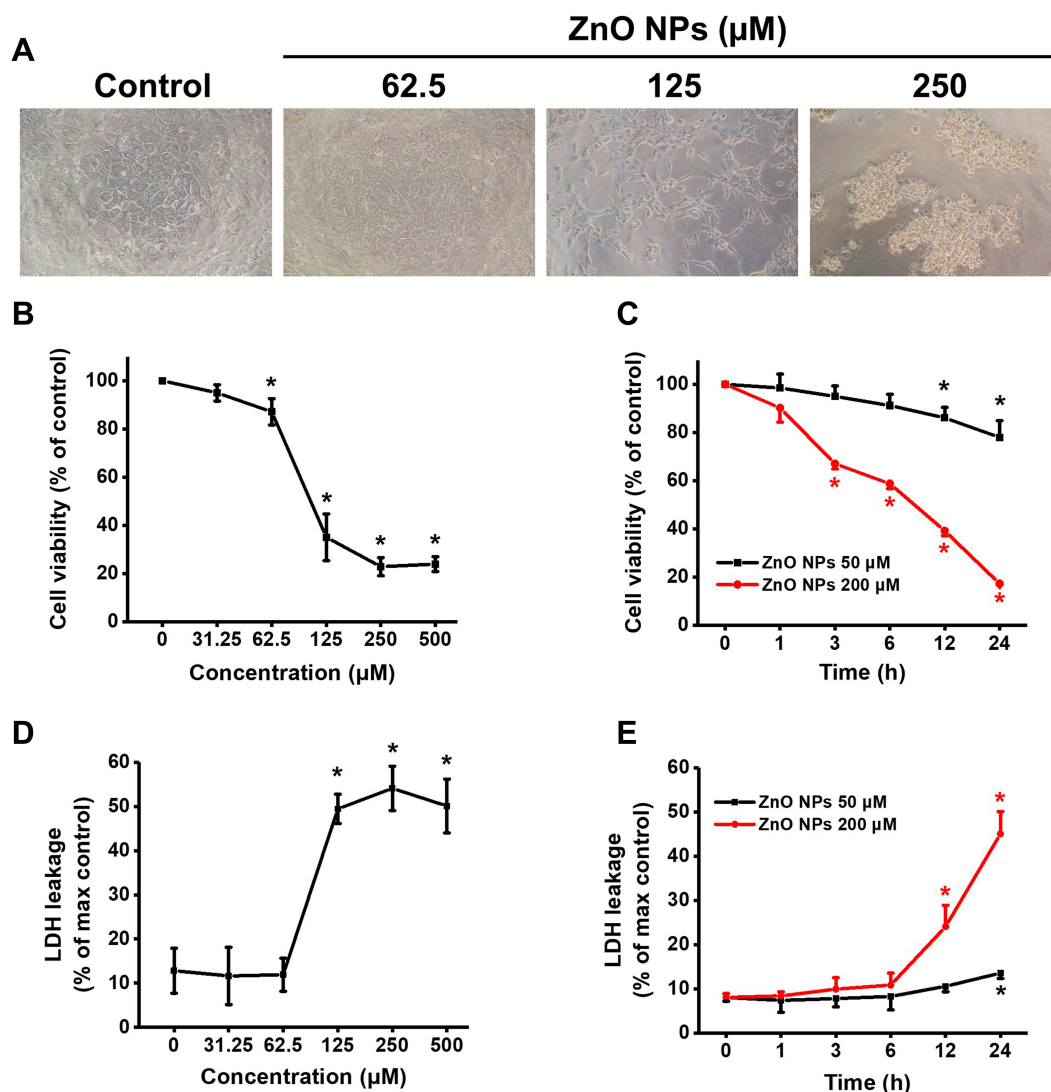 A
ZnO NPs (µM)
Control
62.5
125
250
B
Cell viability (% of control)
100
80
60
40
20
0
*
*
*
*
0 31.25 62.5 125 250 500
Concentration (µM)
C
Cell viability (% of control)
100
80
60
40
20
0
*
*
*
*
*
*
ZnO NPs 50 µM
ZnO NPs 200 µM
0 1 3 6 12 24
Time (h)
D
LDH leakage
(% of max control)
60
50
40
30
20
10
0
*
*
*
0 31.25 62.5 125 250 500
Concentration (µM)
E
LDH leakage
(% of max control)
60
50
40
30
20
10
0
ZnO NPs 50 µM
ZnO NPs 200 µM
*
*
*
0 1 3 6 12 24
Time (h)